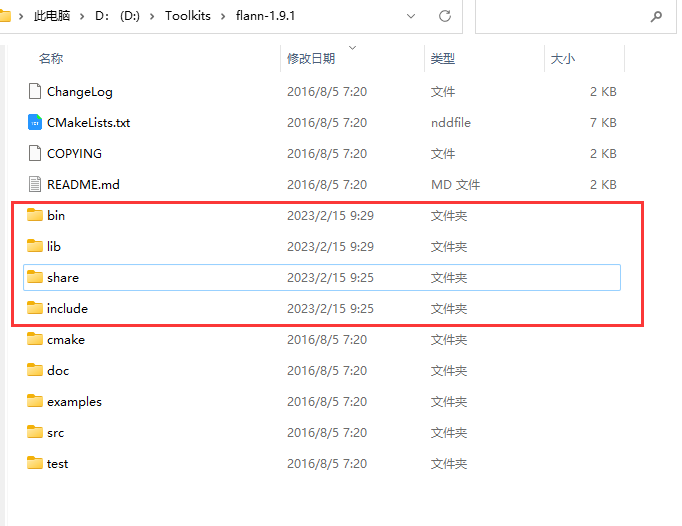 此电脑 › D: (D:) › Toolkits › flann-1.9.1
名称 修改日期 类型 大小
ChangeLog 2016/8/5 7:20 文件 2 KB
CMakeLists.txt 2016/8/5 7:20 nddfile 7 KB
COPYING 2016/8/5 7:20 文件 2 KB
README.md 2016/8/5 7:20 MD 文件 2 KB
bin 2023/2/15 9:29 文件夹
lib 2023/2/15 9:29 文件夹
share 2023/2/15 9:25 文件夹
include 2023/2/15 9:25 文件夹
cmake 2016/8/5 7:20 文件夹
doc 2016/8/5 7:20 文件夹
examples 2016/8/5 7:20 文件夹
src 2016/8/5 7:20 文件夹
test 2016/8/5 7:20 文件夹